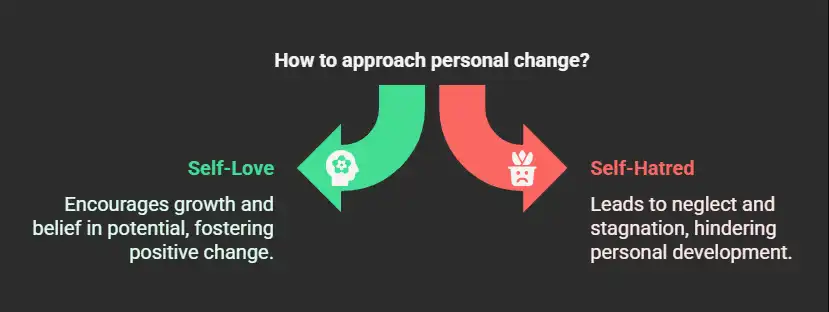 How to approach personal change?
Self-Love
Encourages growth and
belief in potential, fostering
positive change.
Self-Hatred
Leads to neglect and
stagnation, hindering
personal development.